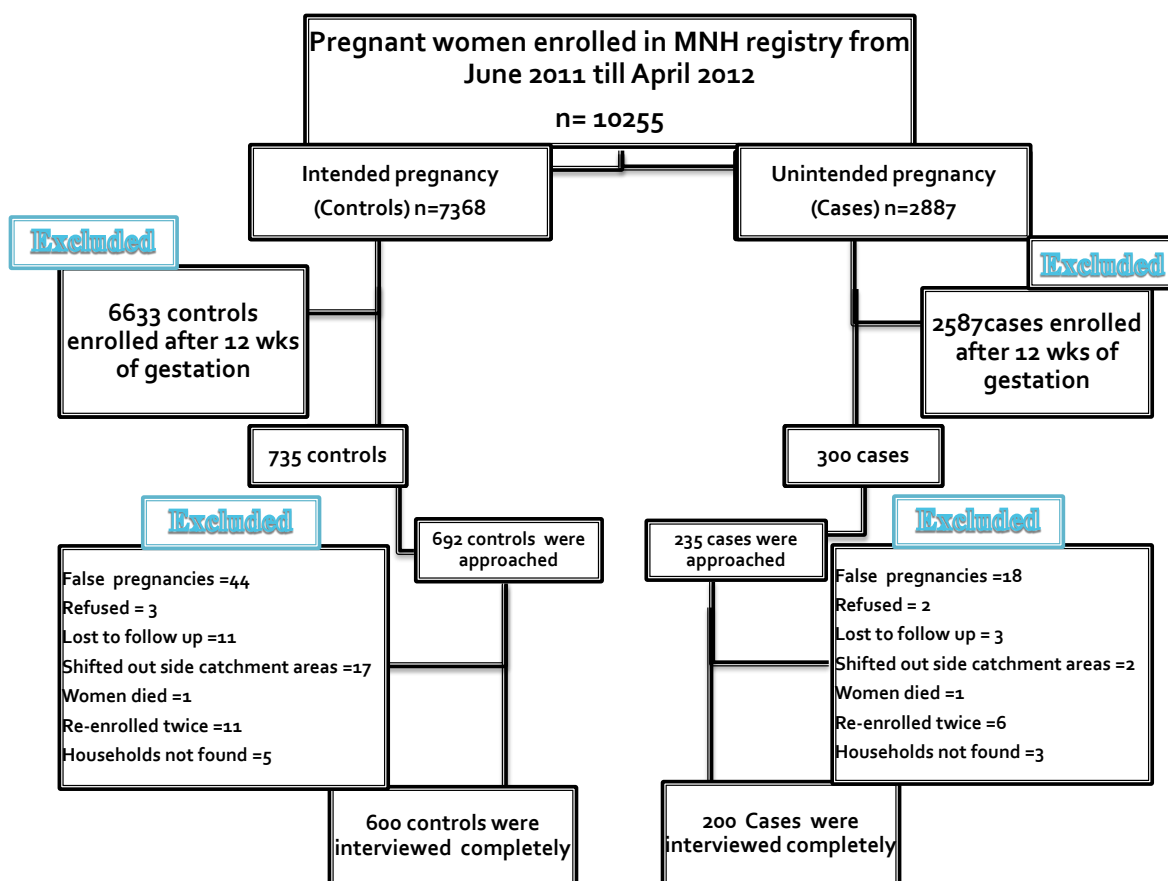 Pregnant women enrolled in MNH registry from
June 2011 till April 2012
n= 10255
Intended pregnancy
(Controls) n=7368
Unintended pregnancy
(Cases) n=2887
Excluded
6633 controls
enrolled after 12 wks
of gestation
Excluded
2587cases enrolled
after 12 wks of
gestation
735 controls
300 cases
692 controls were
approached
235 cases were
approached
Excluded
False pregnancies =44
Refused = 3
Lost to follow up =11
Shifted out side catchment areas =17
Women died =1
Re-enrolled twice =11
Households not found =5
Excluded
False pregnancies =18
Refused = 2
Lost to follow up = 3
Shifted out side catchment areas =2
Women died =1
Re-enrolled twice =6
Households not found =3
600 controls were
interviewed completely
200 Cases were
interviewed completely